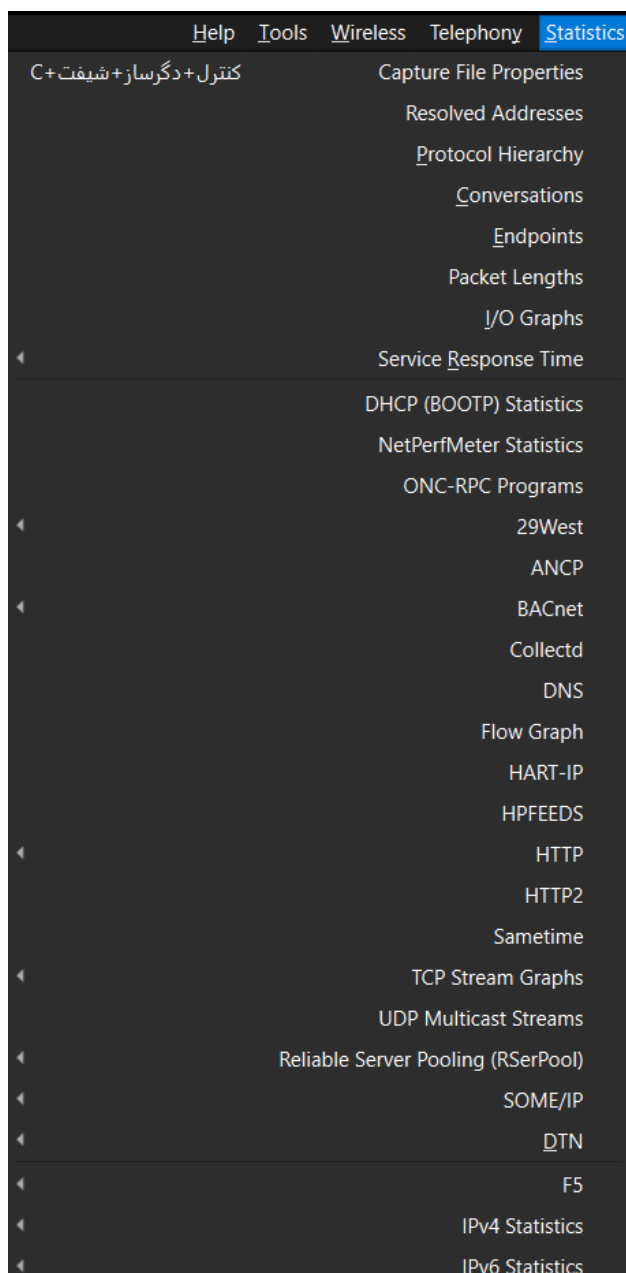 Help Tools Wireless Telephony Statistics
Capture File Properties کنترل+دگرساز+شیفت+C
Resolved Addresses
Protocol Hierarchy
Conversations
Endpoints
Packet Lengths
I/O Graphs
Service Response Time
DHCP (BOOTP) Statistics
NetPerfMeter Statistics
ONC-RPC Programs
29West
ANCP
BACnet
Collectd
DNS
Flow Graph
HART-IP
HPFEEDS
HTTP
HTTP2
Sametime
TCP Stream Graphs
UDP Multicast Streams
Reliable Server Pooling (RSerPool)
SOME/IP
DTN
F5
IPv4 Statistics
IPv6 Statistics